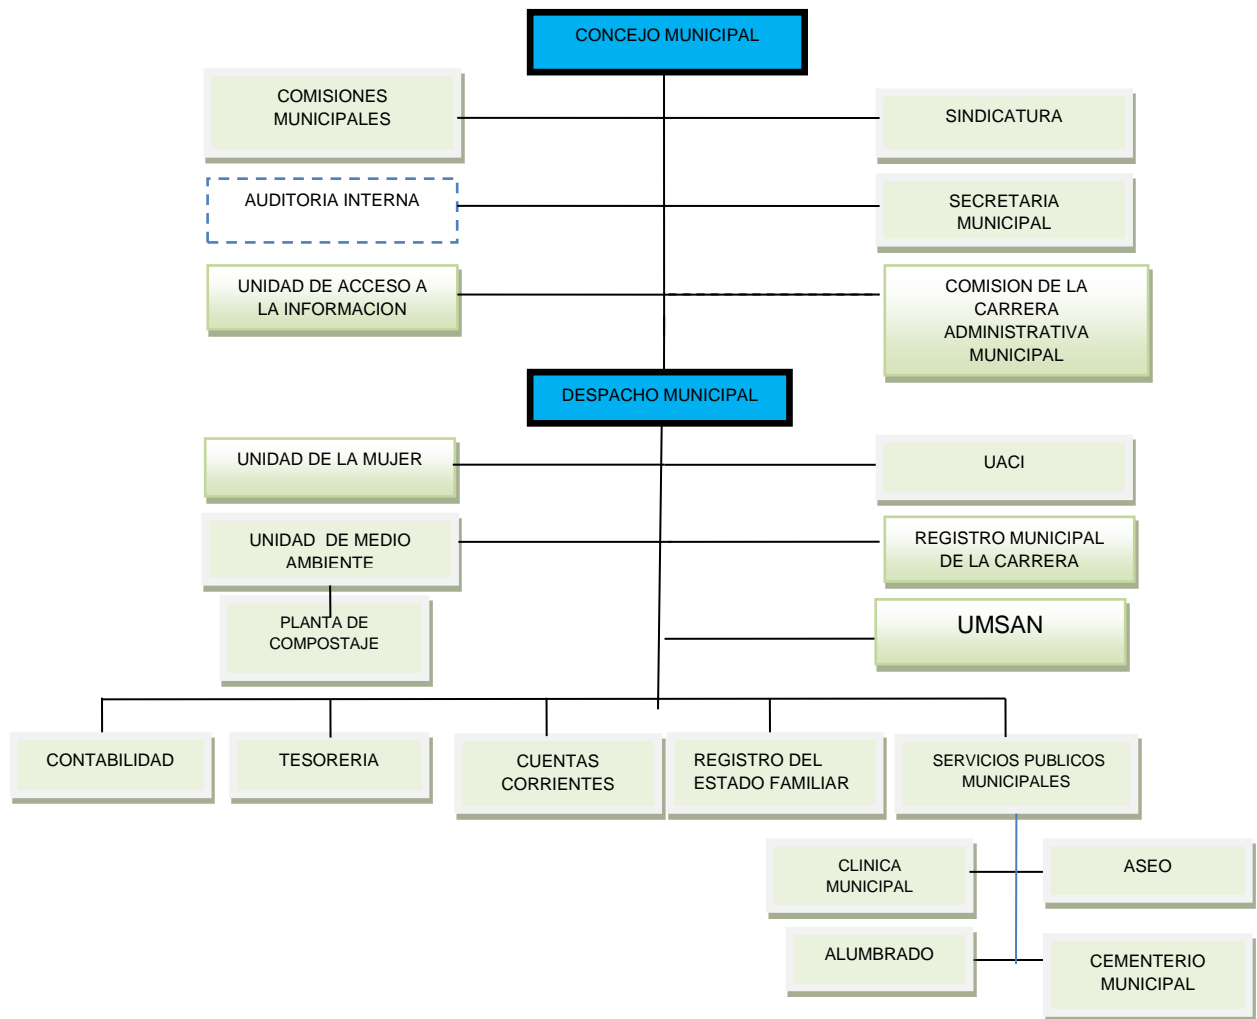 CONCEJO MUNICIPAL
COMISIONES
MUNICIPALES
SINDICATURA
AUDITORIA INTERNA
SECRETARIA
MUNICIPAL
UNIDAD DE ACCESO A
LA INFORMACION
COMISION DE LA
CARRERA
ADMINISTRATIVA
MUNICIPAL
DESPACHO MUNICIPAL
UNIDAD DE LA MUJER
UACI
UNIDAD DE MEDIO
AMBIENTE
REGISTRO MUNICIPAL
DE LA CARRERA
PLANTA DE
COMPOSTAJE
UMSAN
CONTABILIDAD
TESORERIA
CUENTAS
CORRIENTES
REGISTRO DEL
ESTADO FAMILIAR
SERVICIOS PUBLICOS
MUNICIPALES
CLINICA
MUNICIPAL
ASEO
ALUMBRADO
CEMENTERIO
MUNICIPAL